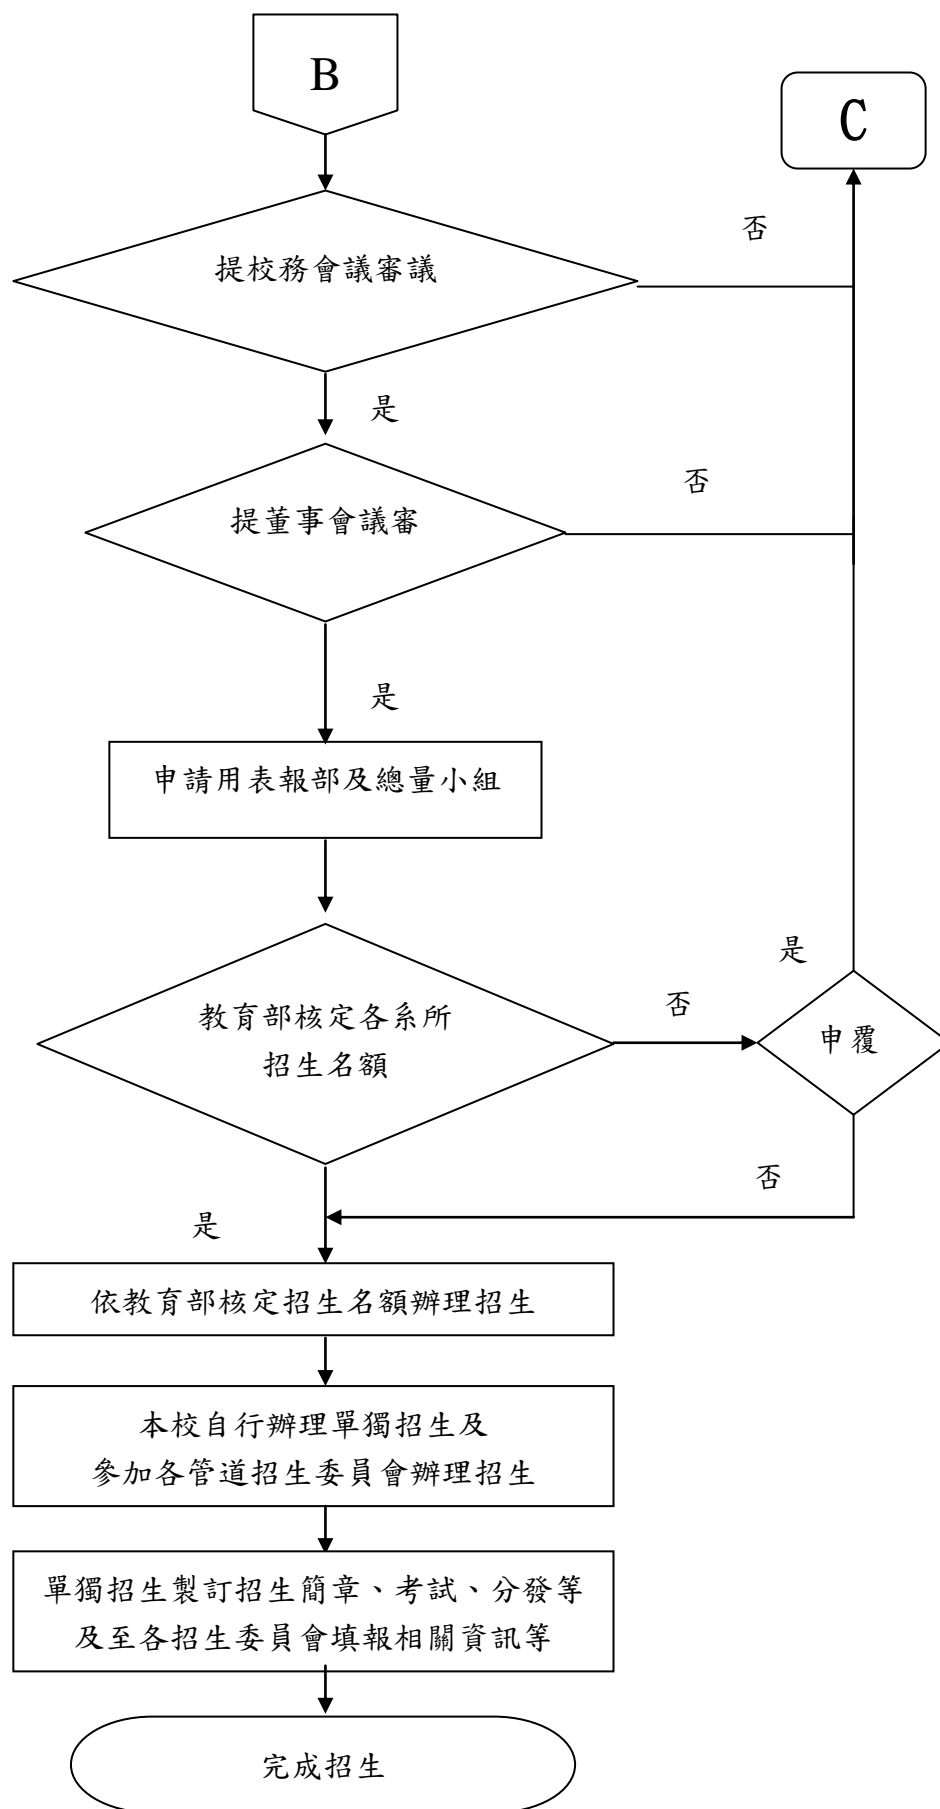 B
C
提校務會議審議
否
是
提董事會議審
否
是
申請用表報部及總量小組
教育部核定各系所
招生名額
否
是
申覆
否
是
依教育部核定招生名額辦理招生
本校自行辦理單獨招生及
參加各管道招生委員會辦理招生
單獨招生製訂招生簡章、考試、分發等
及至各招生委員會填報相關資訊等
完成招生